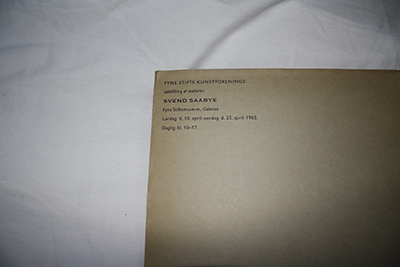 FYNS STIFTS KUNSTFORENINGS
udstilling af maleren
SVEND SAABYE
Fyns Stiftsmuseum, Odense
Lørdag d. 10. april-søndag d. 25. april 1965.
Daglig kl. 10-17.